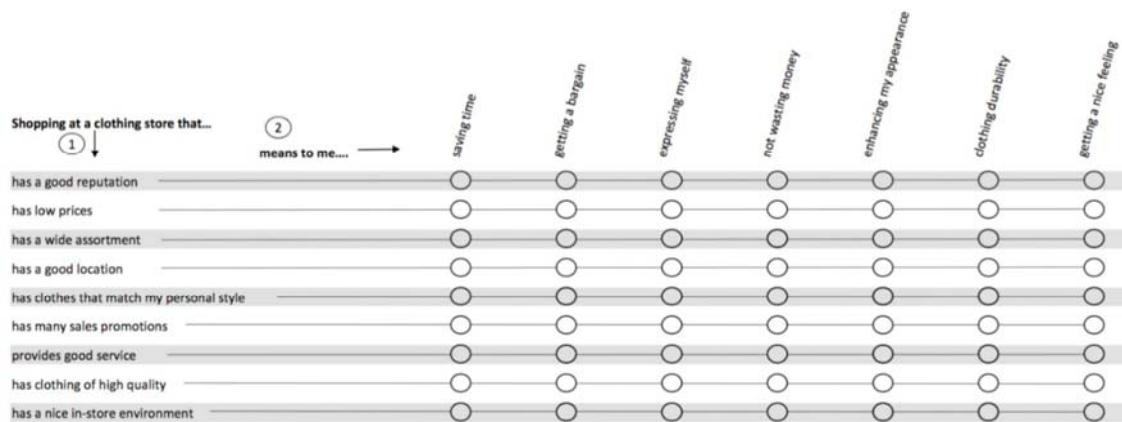 saving time
getting a bargain
expressing myself
not wasting money
enhancing my appearance
clothing durability
getting a nice feeling
Shopping at a clothing store that...
1
2
means to me....
has a good reputation
has low prices
has a wide assortment
has a good location
has clothes that match my personal style
has many sales promotions
provides good service
has clothing of high quality
has a nice in-store environment